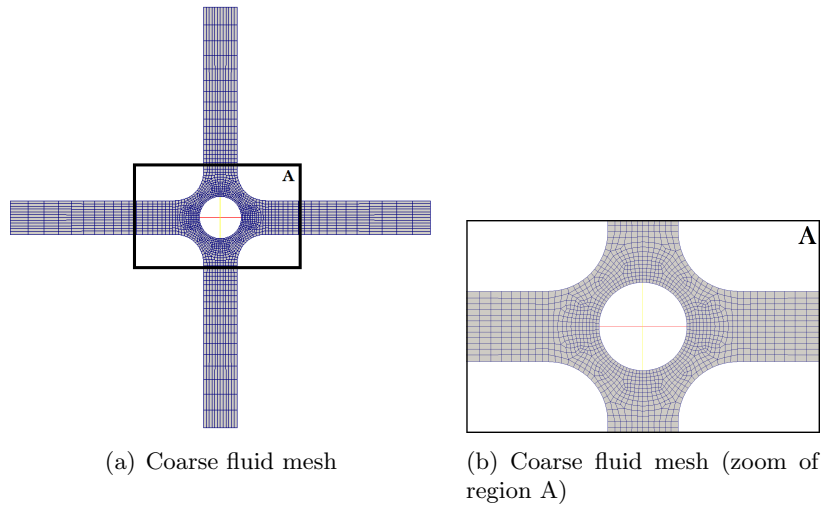 A
A
(a) Coarse fluid mesh
(b) Coarse fluid mesh (zoom of
region A)